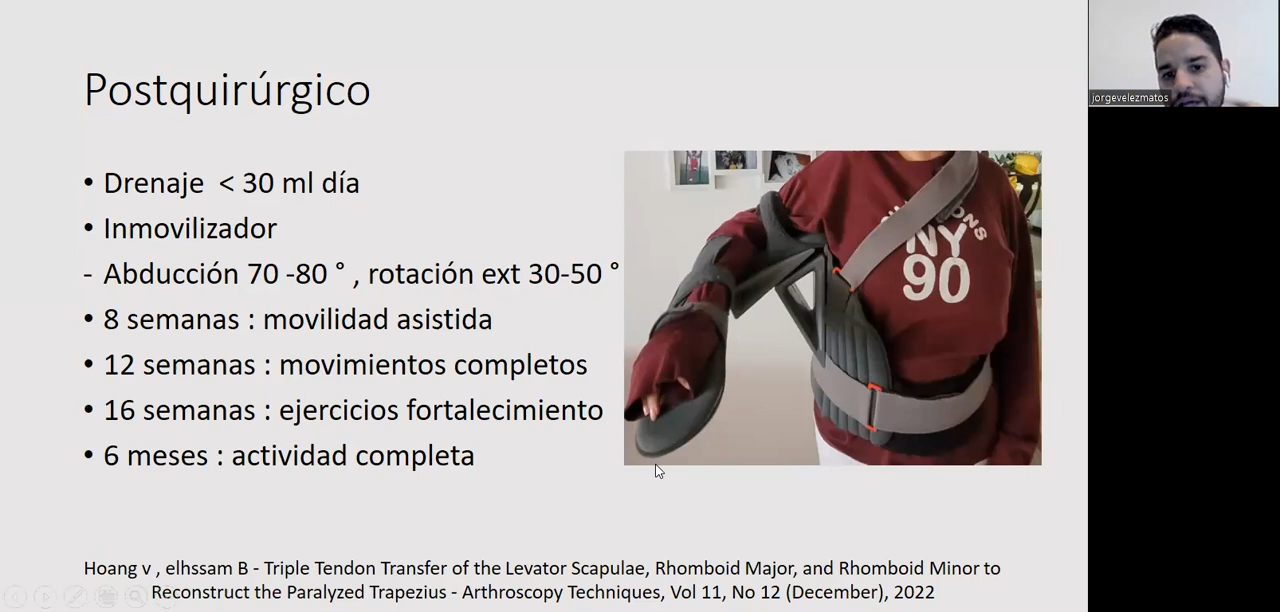 Postquirúrgico
• Drenaje < 30 ml día
• Inmovilizador
- Abducción 70 -80 ° , rotación ext 30-50 °
• 8 semanas : movilidad asistida
• 12 semanas : movimientos completos
• 16 semanas : ejercicios fortalecimiento
• 6 meses : actividad completa
NY
90
Hoang v , elhssam B - Triple Tendon Transfer of the Levator Scapulae, Rhomboid Major, and Rhomboid Minor to
Reconstruct the Paralyzed Trapezius - Arthroscopy Techniques, Vol 11, No 12 (December), 2022
jorgevelezmatos